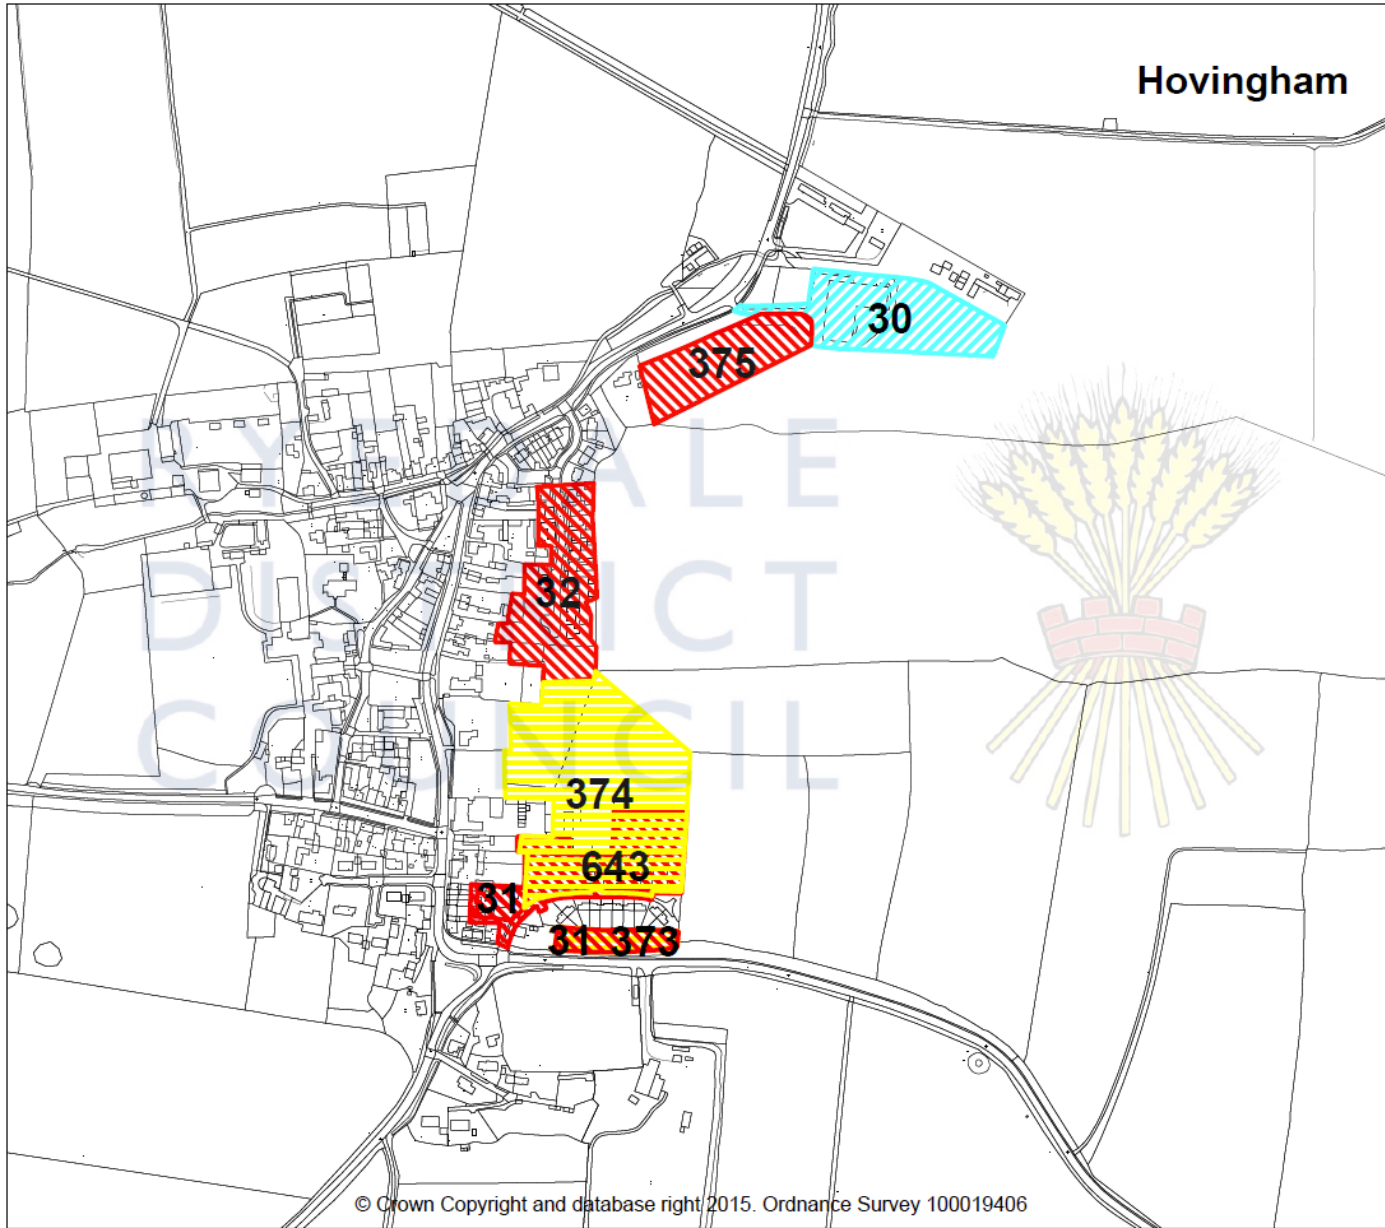 Hovingham
30
375
RYEDALE
32
DISTRICT
COUNCIL
374
643
31
31 373
© Crown Copyright and database right 2015. Ordnance Survey 100019406